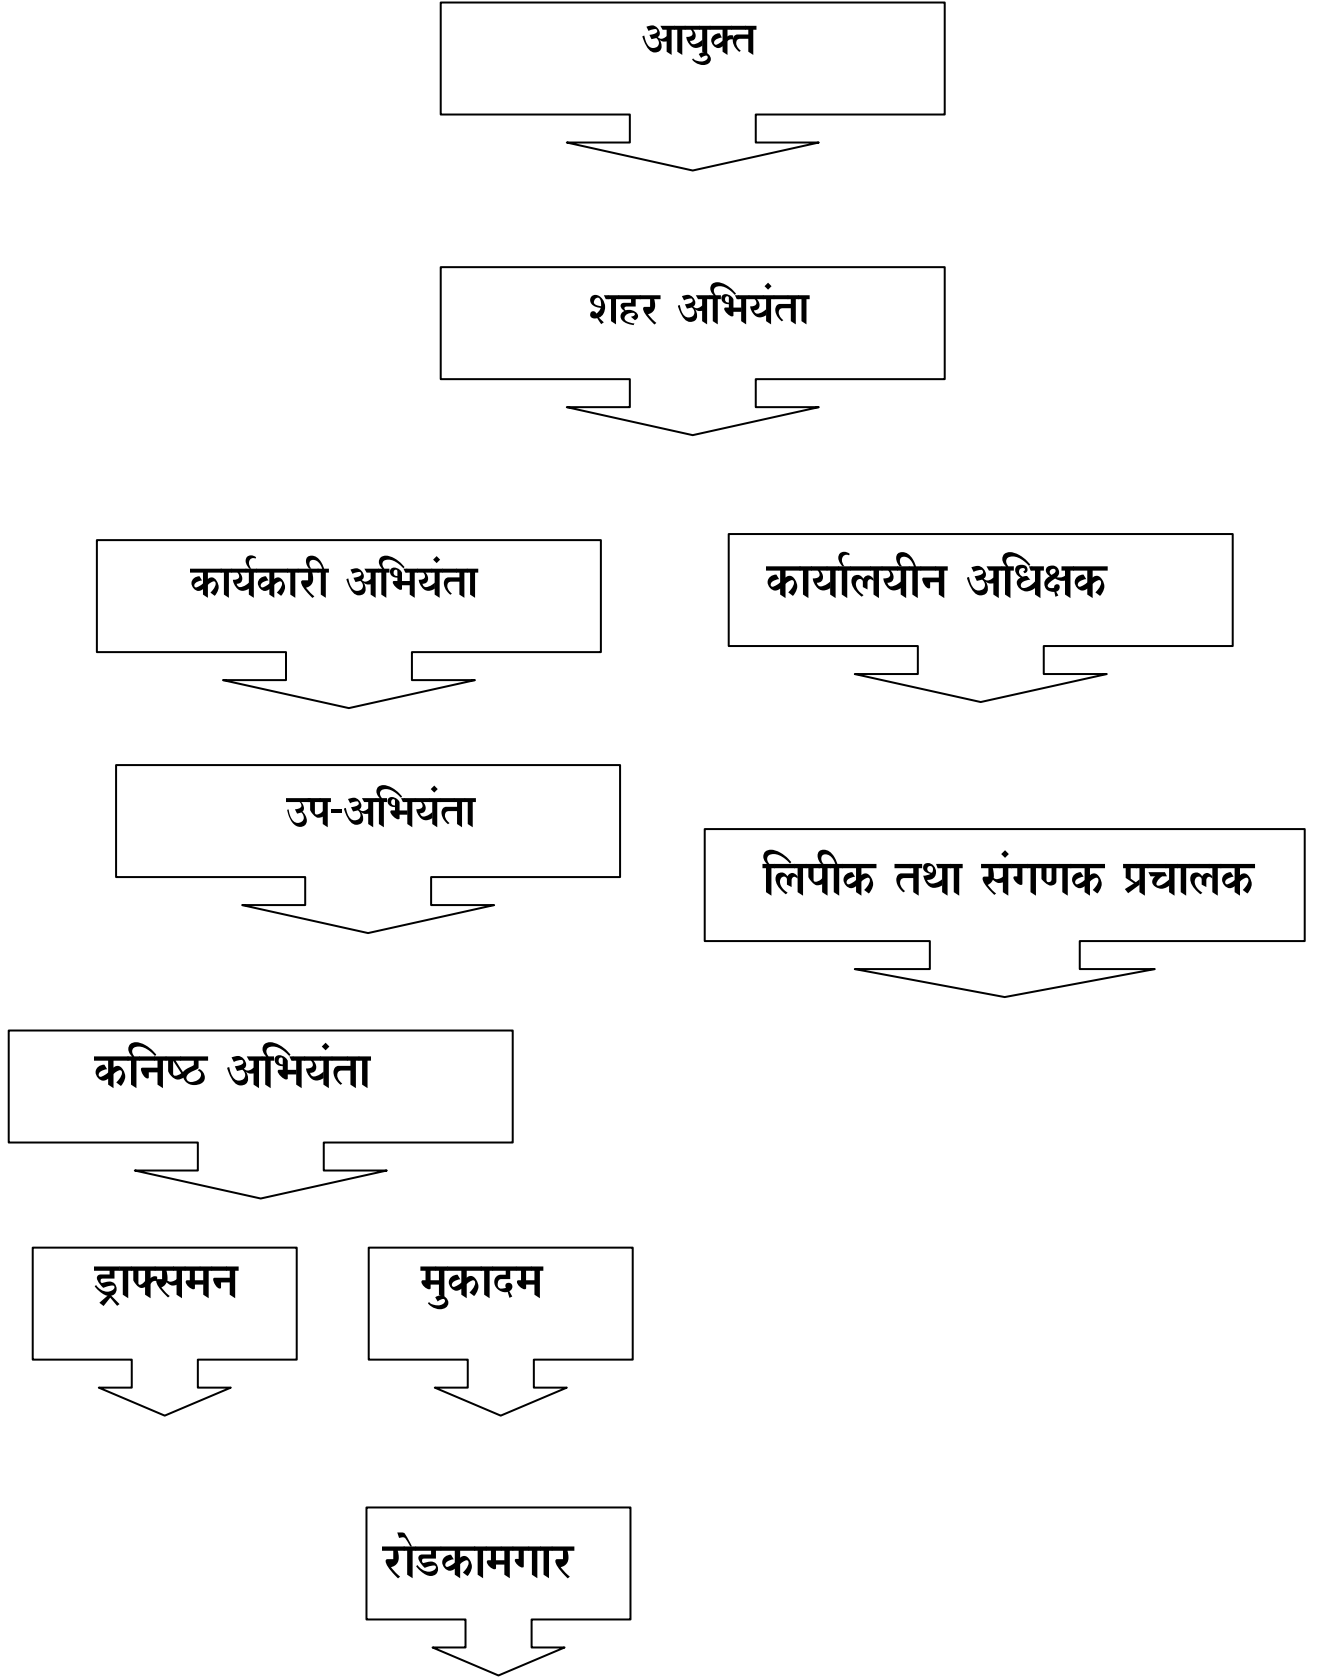 आयुक्त
शहर अभियंता
कार्यकारी अभियंता
कार्यालयीन अधिक्षक
उप-अभियंता
लिपीक तथा संगणक प्रचालक
कनिष्ठ अभियंता
ड्राफ्समन
मुकादम
रोडकामगार